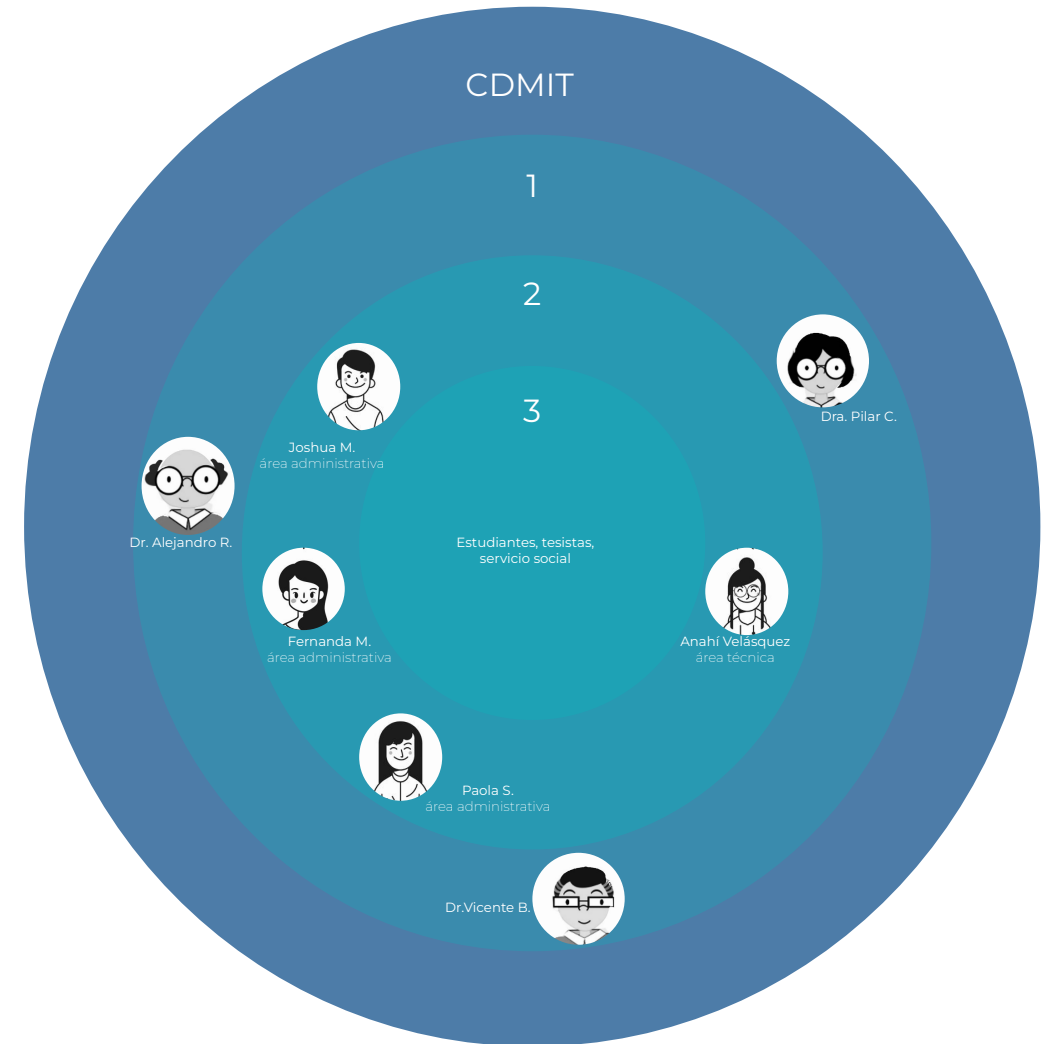 CDMIT
1
2
3
Dra. Pilar C.
Joshua M.
área administrativa
Dr. Alejandro R.
Estudiantes, tesistas,
servicio social
Fernanda M.
área administrativa
Anahí Velásquez
área técnica
Paola S.
área administrativa
Dr.Vicente B.